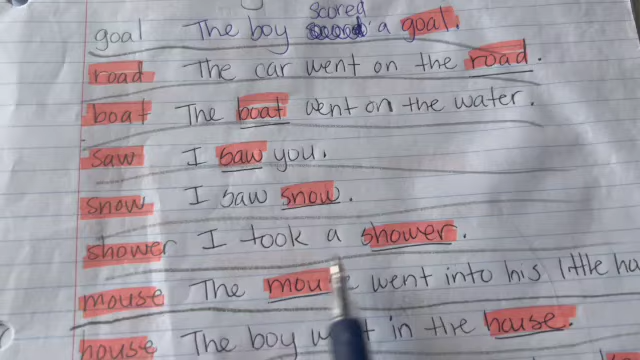 goal The boy scored a goal.
road The car went on the road.
boat The boat went on the water.
saw I saw you.
snow I saw snow.
shower I took a shower.
mouse The went into his little
house The boy in the house.